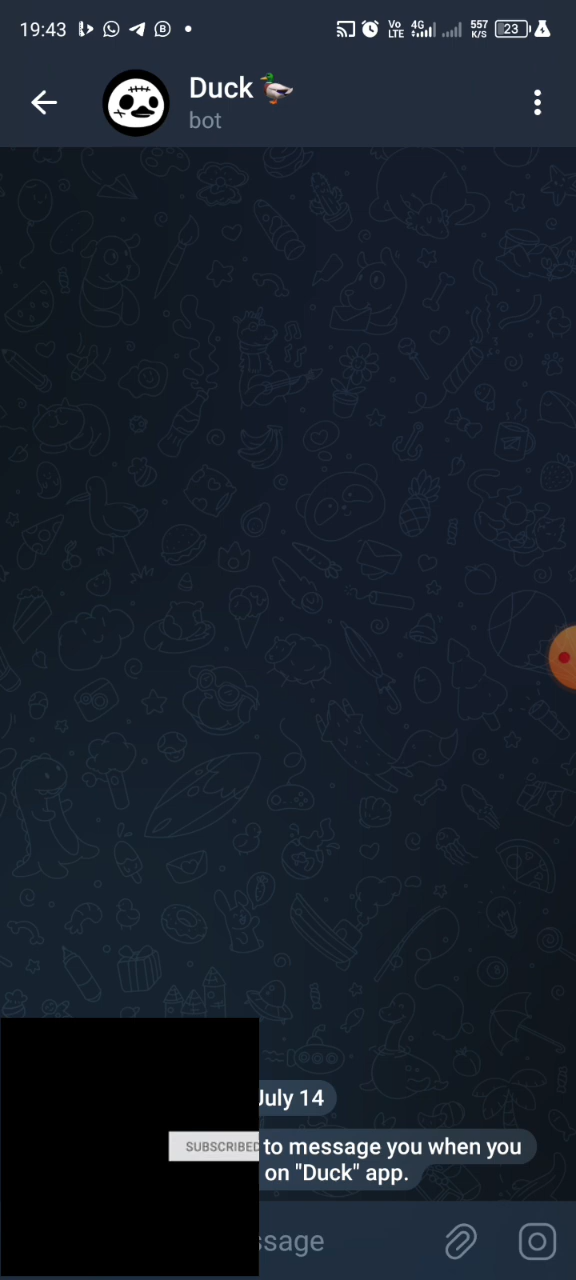 19:43
Vo LTE 4G 557 K/S 23
Duck
bot
July 14
SUBSCRIBED
to message you when you
on "Duck" app.
ssage